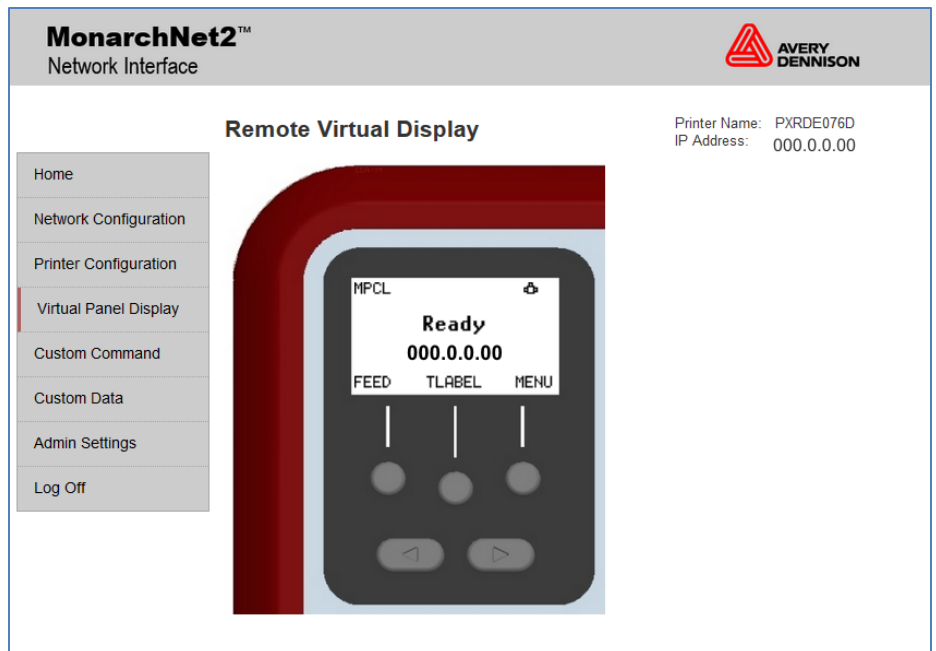 MonarchNet2™
Network Interface
AVERY
DENNISON
Remote Virtual Display
Printer Name: PXRDE076D
IP Address: 000.0.0.00
Home
Network Configuration
Printer Configuration
Virtual Panel Display
Custom Command
Custom Data
Admin Settings
Log Off
MPCL
Ready
000.0.0.00
FEED TLABEL MENU